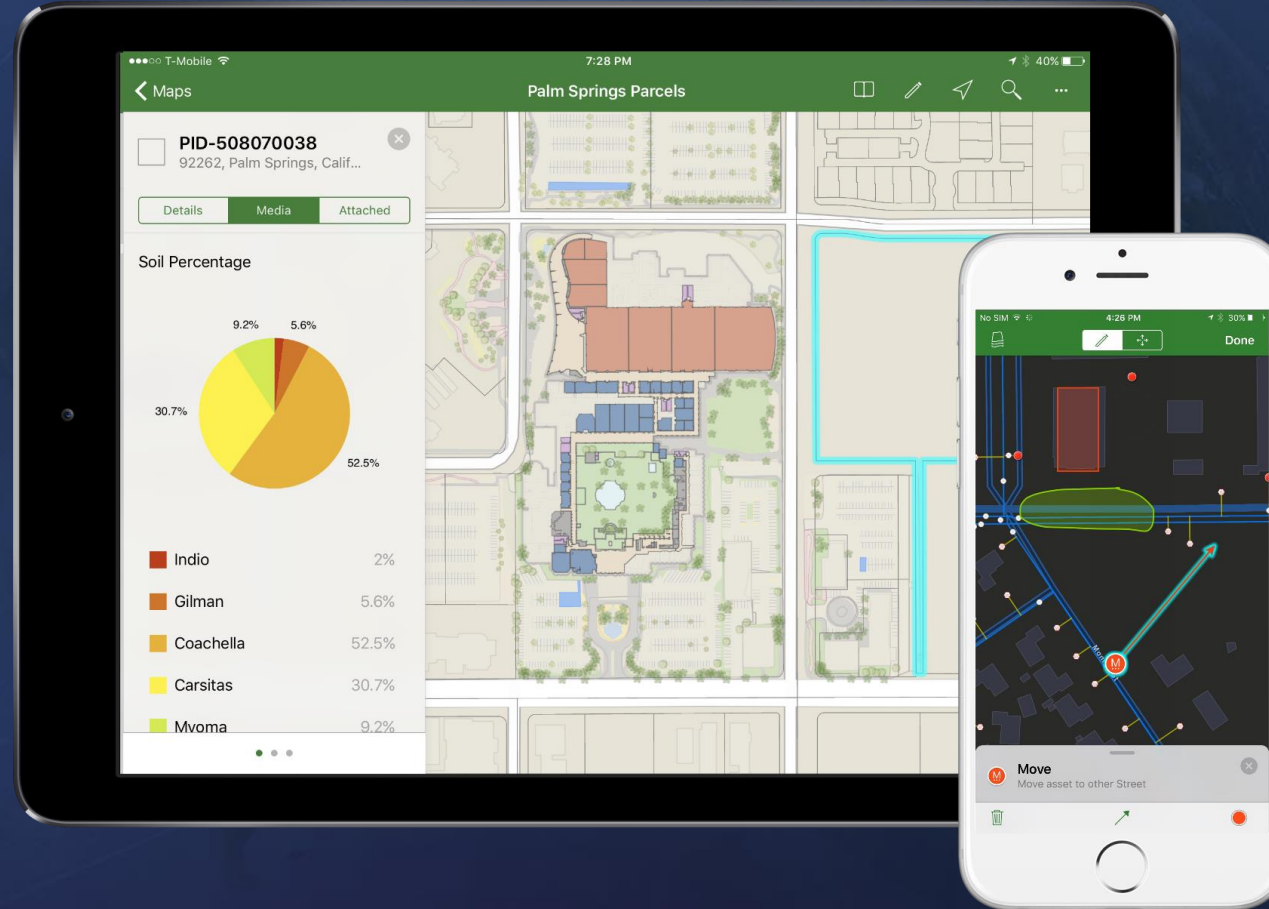 T-Mobile
7:28 PM
40%
Maps
Palm Springs Parcels
PID-508070038
92262, Palm Springs, Calif...
Details
Media
Attached
Soil Percentage
9.2%
5.6%
30.7%
52.5%
Indio
2%
Gilman
5.6%
Coachella
52.5%
Carsitas
30.7%
Myoma
9.2%
No SIM
4:26 PM
30%
Done
M
Move
Move asset to other Street
M